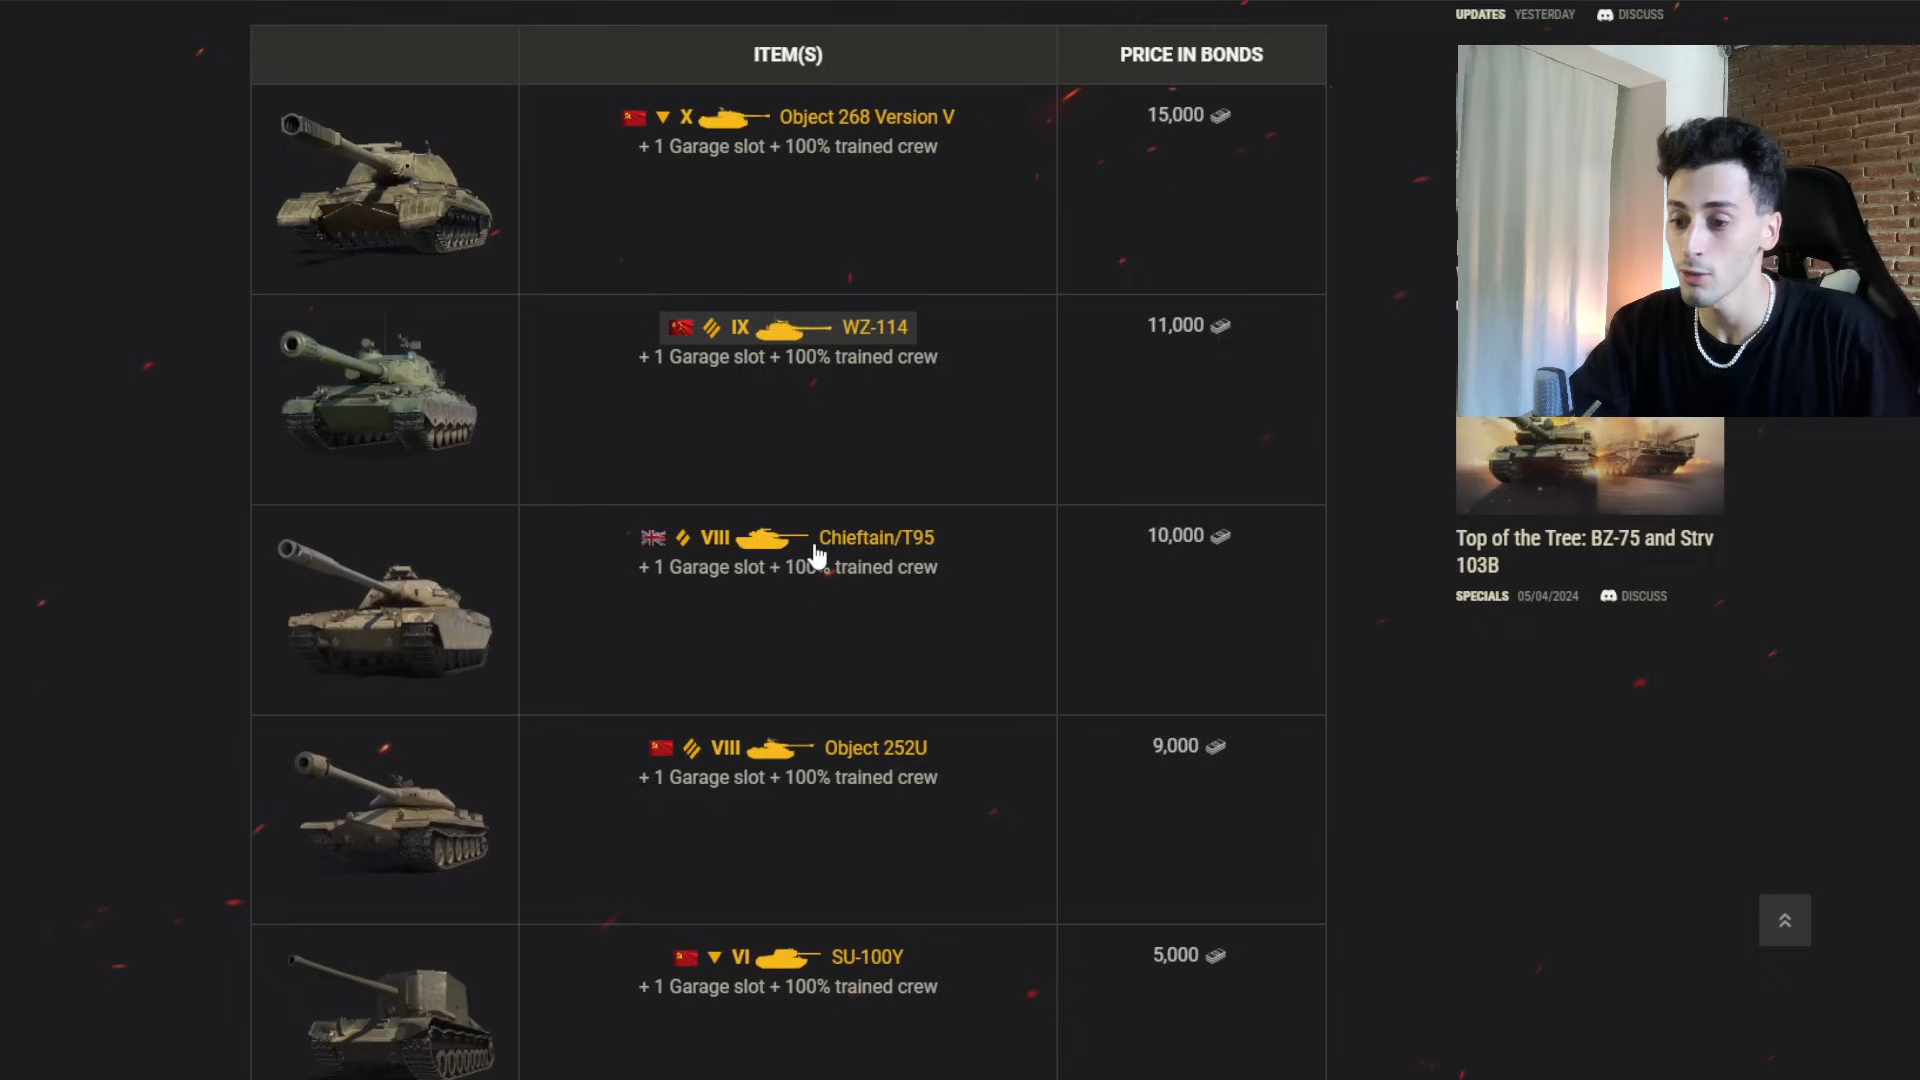 ITEM(S)
PRICE IN BONDS
X Object 268 Version V
+ 1 Garage slot + 100% trained crew
15,000
IX WZ-114
+ 1 Garage slot + 100% trained crew
11,000
VIII Chieftain/T95
+ 1 Garage slot + 100% trained crew
10,000
VIII Object 252U
+ 1 Garage slot + 100% trained crew
9,000
VI SU-100Y
+ 1 Garage slot + 100% trained crew
5,000
UPDATES YESTERDAY DISCUSS
Top of the Tree: BZ-75 and Strv
103B
SPECIALS 05/04/2024 DISCUSS